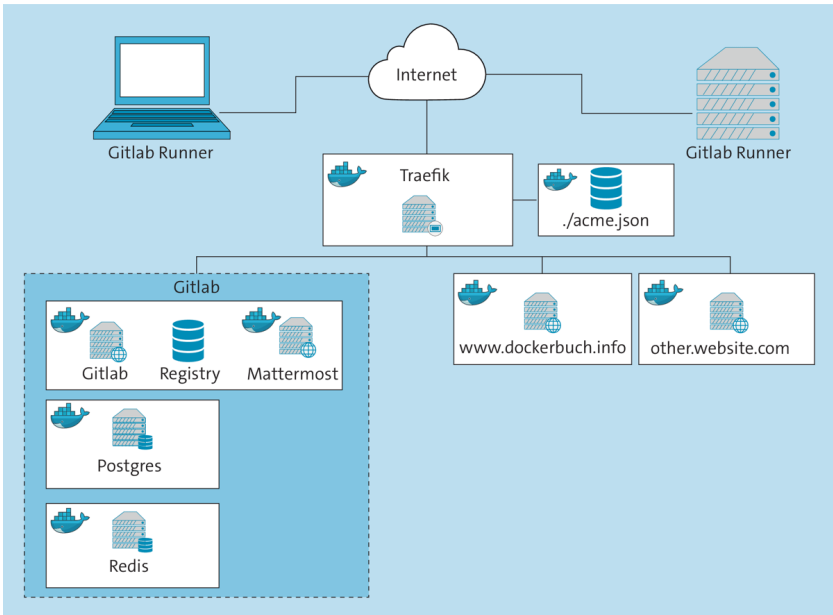 Internet
Gitlab Runner
Gitlab Runner
Traefik
./acme.json
Gitlab
Gitlab
Registry
Mattermost
www.dockerbuch.info
other.website.com
Postgres
Redis